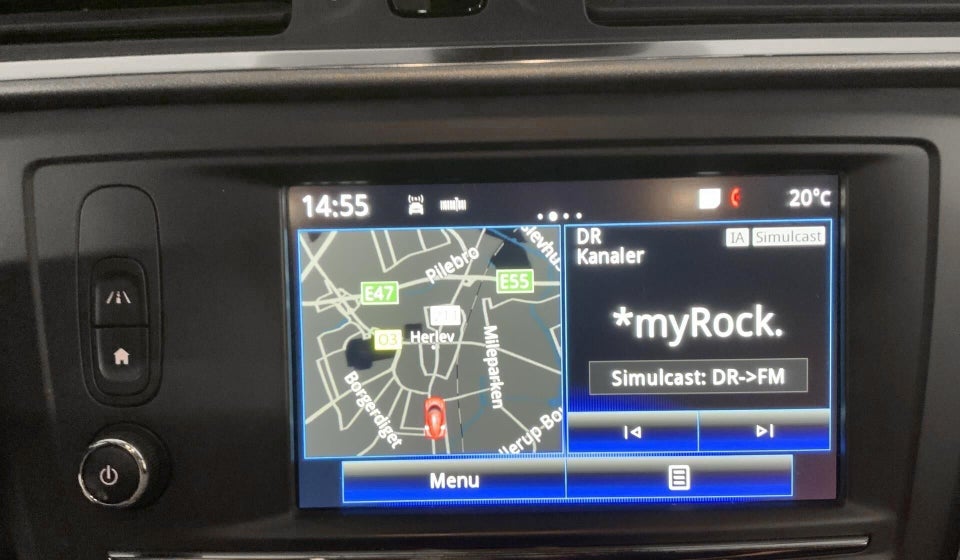 14:55
20°C
Pilebro
E47
E55
O3
Herlev
Mileparken
Borgerdiget
DR
Kanaler
IA
Simulcast
*myRock.
Simulcast: DR->FM
Menu